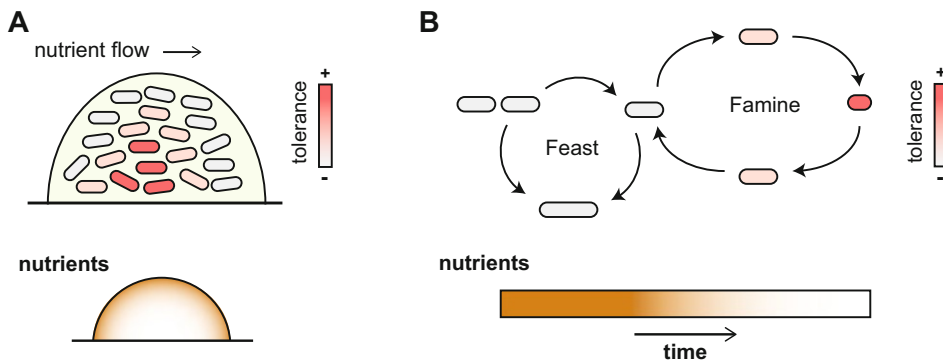 A
nutrient flow
+
tolerance
-
nutrients
B
Feast
Famine
+
tolerance
-
nutrients
time